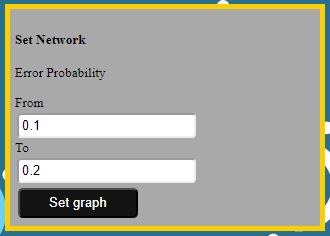 Set Network
Error Probability
From
0.1
To
0.2
Set graph